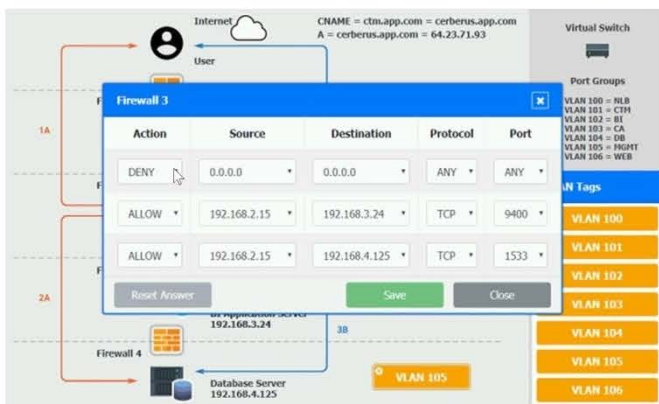 Internet
CNAME = ctm.app.com = cerberus.app.com
A = cerberus.app.com = 64.23.71.93
User
Virtual Switch
Port Groups
VLAN 100 = NLB
VLAN 101 = CTM
VLAN 102 = BI
VLAN 103 = CA
VLAN 104 = DB
VLAN 105 = MGMT
VLAN 106 = WEB
1A
Firewall 3
Action Source Destination Protocol Port
DENY 0.0.0.0 0.0.0.0 ANY ANY
ALLOW 192.168.2.15 192.168.3.24 TCP 9400
ALLOW 192.168.2.15 192.168.4.125 TCP 1533
Reset Answer Save Close
AN Tags
VLAN 100
VLAN 101
VLAN 102
VLAN 103
VLAN 104
VLAN 105
VLAN 106
2A
BI Application Server
192.168.3.24
3B
Firewall 4
Database Server
192.168.4.125
VLAN 105